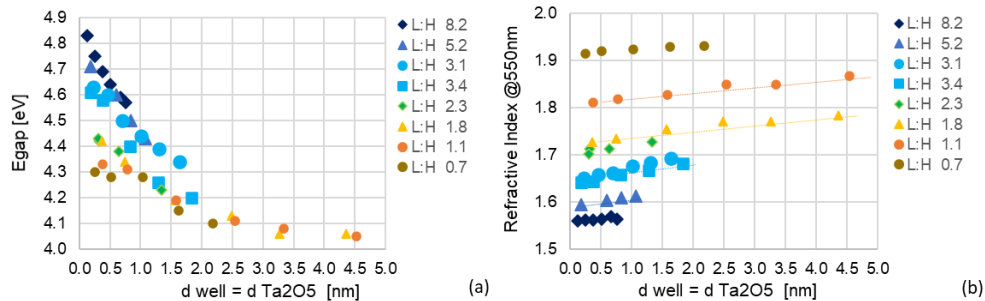 4.9
4.8
4.7
4.6
4.5
4.4
4.3
4.2
4.1
4.0
Egap [eV]
0.0 0.5 1.0 1.5 2.0 2.5 3.0 3.5 4.0 4.5 5.0
d well = d Ta2O5 [nm]
L:H 8.2
L:H 5.2
L:H 3.1
L:H 3.4
L:H 2.3
L:H 1.8
L:H 1.1
L:H 0.7
(a)
2.0
1.9
1.8
1.7
1.6
1.5
Refractive Index @550nm
0.0 0.5 1.0 1.5 2.0 2.5 3.0 3.5 4.0 4.5 5.0
d well = d Ta2O5 [nm]
L:H 8.2
L:H 5.2
L:H 3.1
L:H 3.4
L:H 2.3
L:H 1.8
L:H 1.1
L:H 0.7
(b)